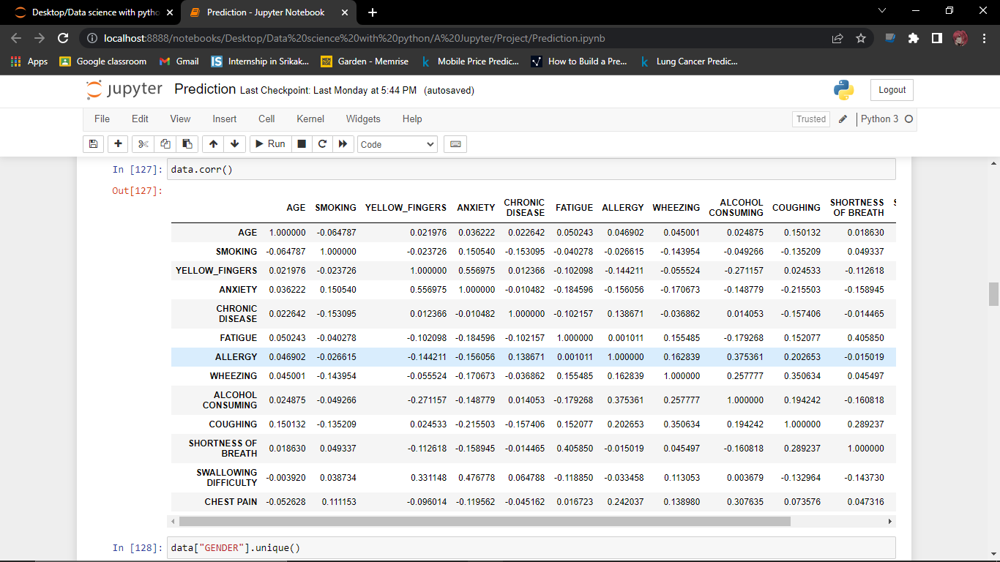 Desktop/Data science with pytho
Prediction - Jupyter Notebook
localhost:8888/notebooks/Desktop/Data%20science%20with%20python/A%20Jupyter/Project/Prediction.ipynb
Apps Google classroom Gmail Internship in Srikak... Garden - Memrise Mobile Price Predic... How to Build a Pre... Lung Cancer Predic...
jupyter Prediction Last Checkpoint: Last Monday at 5:44 PM (autosaved)
Logout
File Edit View Insert Cell Kernel Widgets Help
Trusted Python 3
Run Code
In [127]: data.corr()
Out[127]:
AGE SMOKING YELLOW_FINGERS ANXIETY CHRONIC DISEASE FATIGUE ALLERGY WHEEZING ALCOHOL CONSUMING COUGHING SHORTNESS OF BREATH S
AGE 1.000000 -0.064787 0.021976 0.036222 0.022642 0.050243 0.046902 0.045001 0.024875 0.150132 0.018630
SMOKING -0.064787 1.000000 -0.023726 0.150540 -0.153095 -0.040278 -0.026615 -0.143954 -0.049266 -0.135209 0.049337
YELLOW_FINGERS 0.021976 -0.023726 1.000000 0.556975 0.012366 -0.102098 -0.144211 -0.055524 -0.271157 0.024533 -0.112618
ANXIETY 0.036222 0.150540 0.556975 1.000000 -0.010482 -0.184596 -0.156056 -0.170673 -0.148779 -0.215503 -0.158945
CHRONIC DISEASE 0.022642 -0.153095 0.012366 -0.010482 1.000000 -0.102157 0.138671 -0.036862 0.014053 -0.157406 -0.014465
FATIGUE 0.050243 -0.040278 -0.102098 -0.184596 -0.102157 1.000000 0.001011 0.155485 -0.179268 0.152077 0.405850
ALLERGY 0.046902 -0.026615 -0.144211 -0.156056 0.138671 0.001011 1.000000 0.162839 0.375361 0.202653 -0.015019
WHEEZING 0.045001 -0.143954 -0.055524 -0.170673 -0.036862 0.155485 0.162839 1.000000 0.257777 0.350634 0.045497
ALCOHOL CONSUMING 0.024875 -0.049266 -0.271157 -0.148779 0.014053 -0.179268 0.375361 0.257777 1.000000 0.194242 -0.160818
COUGHING 0.150132 -0.135209 0.024533 -0.215503 -0.157406 0.152077 0.202653 0.350634 0.194242 1.000000 0.289237
SHORTNESS OF BREATH 0.018630 0.049337 -0.112618 -0.158945 -0.014465 0.405850 -0.015019 0.045497 -0.160818 0.289237 1.000000
SWALLOWING DIFFICULTY -0.003920 0.038734 0.331148 0.476778 0.064788 -0.118850 -0.033458 0.113053 0.003679 -0.132964 -0.143730
CHEST PAIN -0.052628 0.111153 -0.096014 -0.119562 -0.045162 0.016723 0.242037 0.138980 0.307635 0.073576 0.047316
In [128]: data["GENDER"].unique()